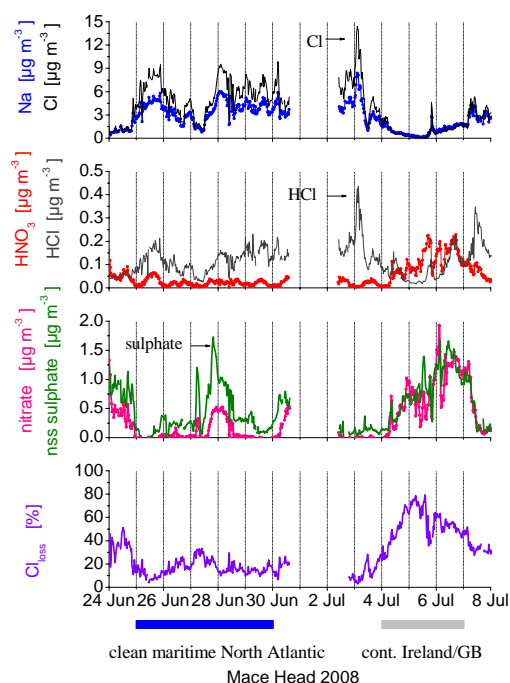 Na [µg m⁻³]
Cl [µg m⁻³]
15
12
9
6
3
0
Cl
HNO₃ [µg m⁻³]
HCl [µg m⁻³]
0.5
0.4
0.3
0.2
0.1
0.0
HCl
nitrate [µg m⁻³]
nss sulphate [µg m⁻³]
2.0
1.5
1.0
0.5
0.0
sulphate
Cl_loss [%]
100
80
60
40
20
0
24 Jun 26 Jun 28 Jun 30 Jun 2 Jul 4 Jul 6 Jul 8 Jul
clean maritime North Atlantic cont. Ireland/GB
Mace Head 2008